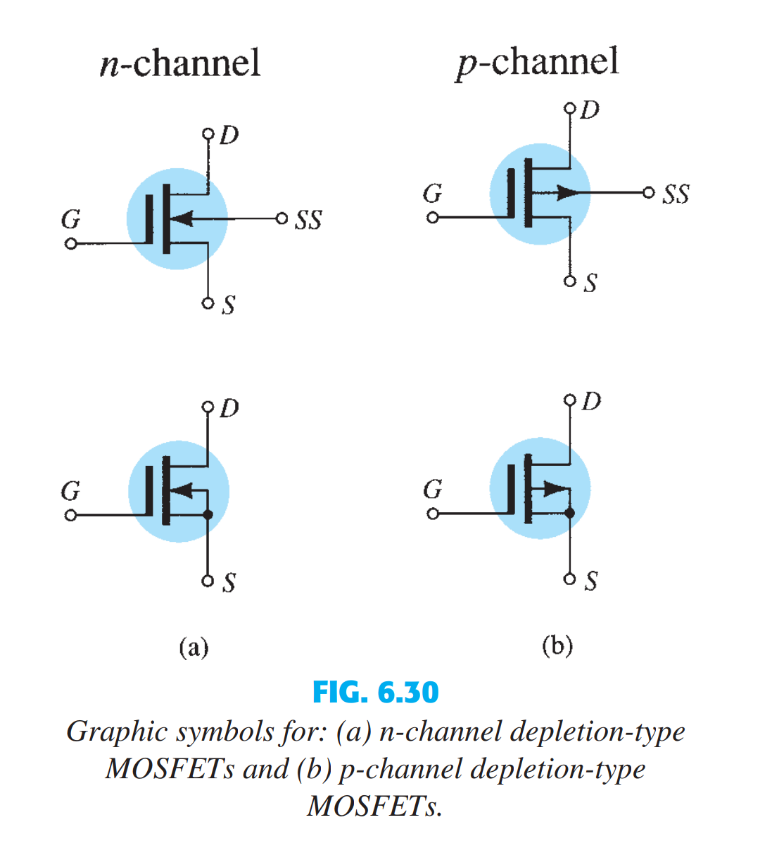 n-channel
p-channel
D
G
SS
S
D
G
SS
S
D
G
S
D
G
S
(a)
(b)
FIG. 6.30
Graphic symbols for: (a) n-channel depletion-type
MOSFETs and (b) p-channel depletion-type
MOSFETs.